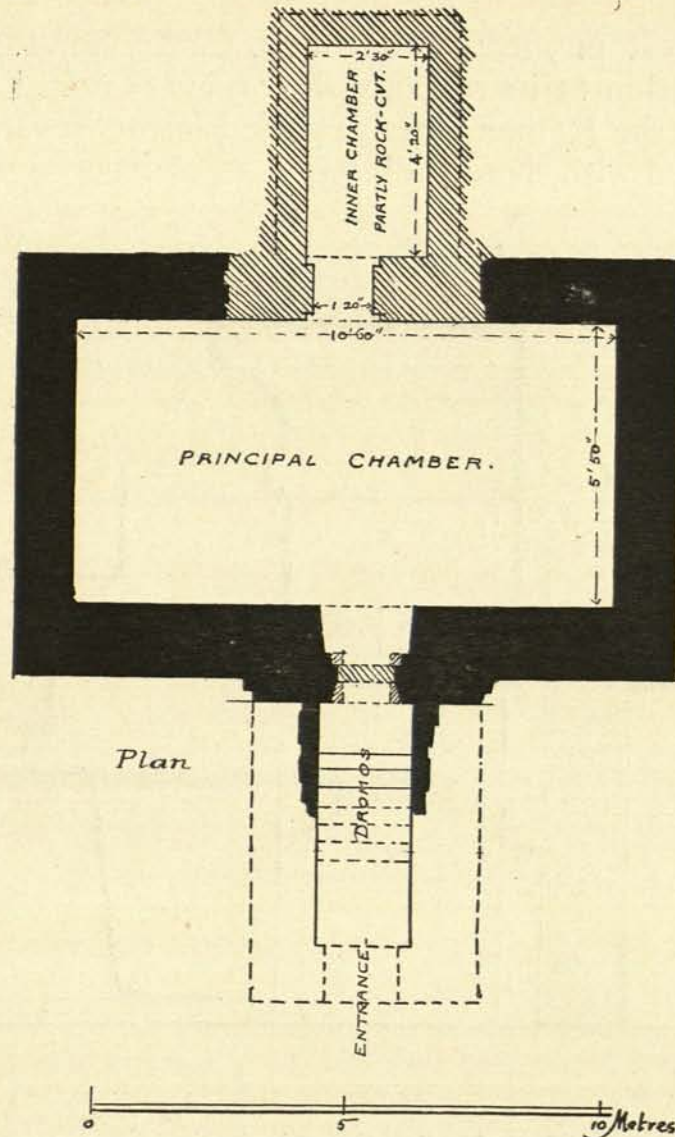 2'30"
INNER CHAMBER
PARTLY ROCK-CVT.
4'20"
1 20"
10'60"
PRINCIPAL CHAMBER.
5'50"
Plan
DROMOS
ENTRANCE
0 5 10 Metres